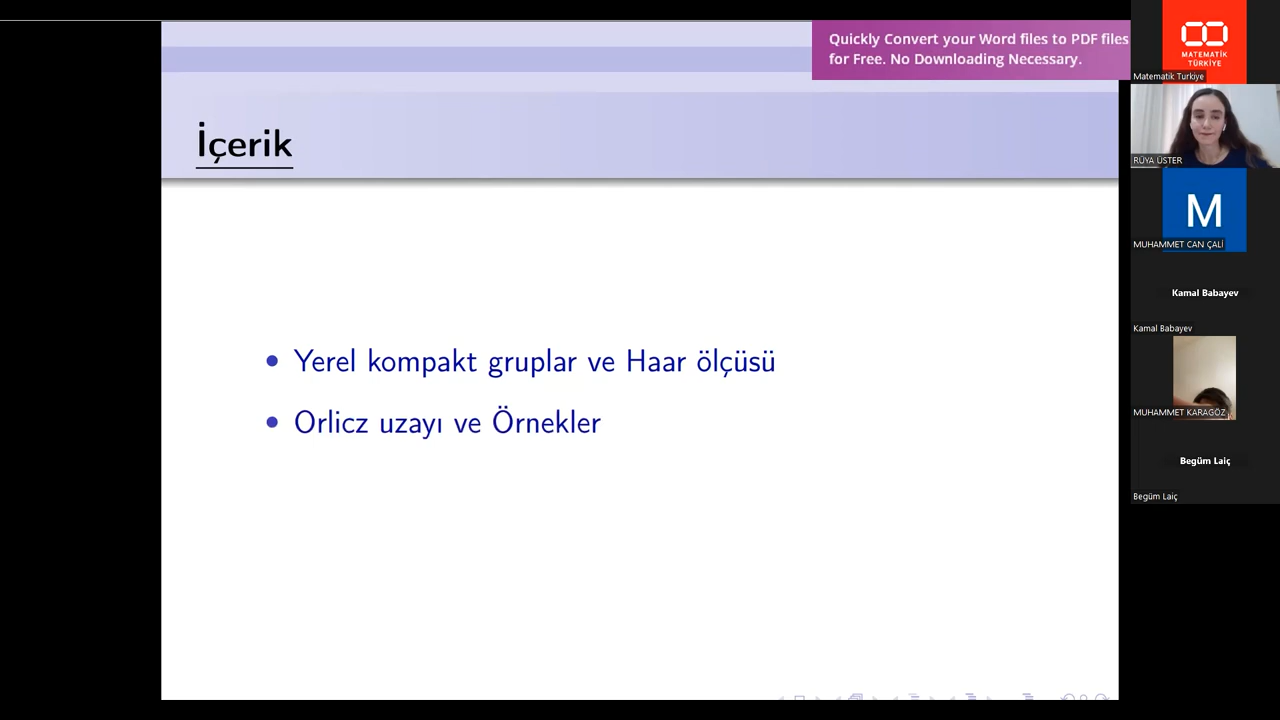 Quickly Convert your Word files to PDF files
for Free. No Downloading Necessary.
İçerik
• Yerel kompakt gruplar ve Haar ölçüsü
• Orlicz uzayı ve Örnekler
MATEMATİK
TÜRKİYE
Matematik Turkiye
RÜYA ÜSTER
M
MUHAMMET CAN ÇALİ
Kamal Babayev
Kamal Babayev
MUHAMMET KARAGÖZ
Begüm Laiç
Begüm Laiç